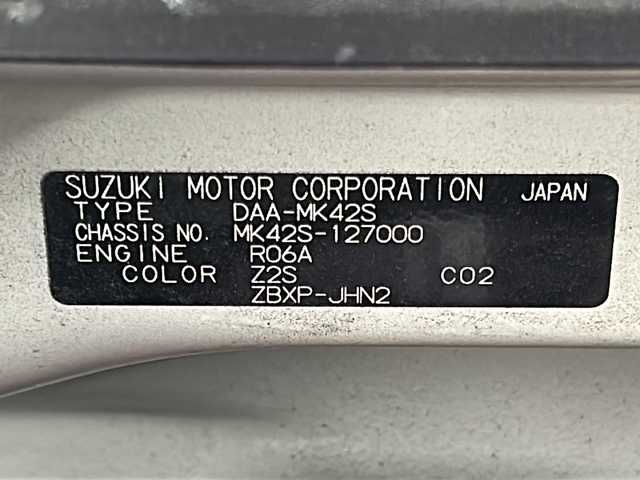 SUZUKI MOTOR CORPORATION JAPAN
TYPE DAA-MK42S
CHASSIS NO. MK42S-127000
ENGINE R06A
COLOR Z2S C02
ZBXP-JHN2